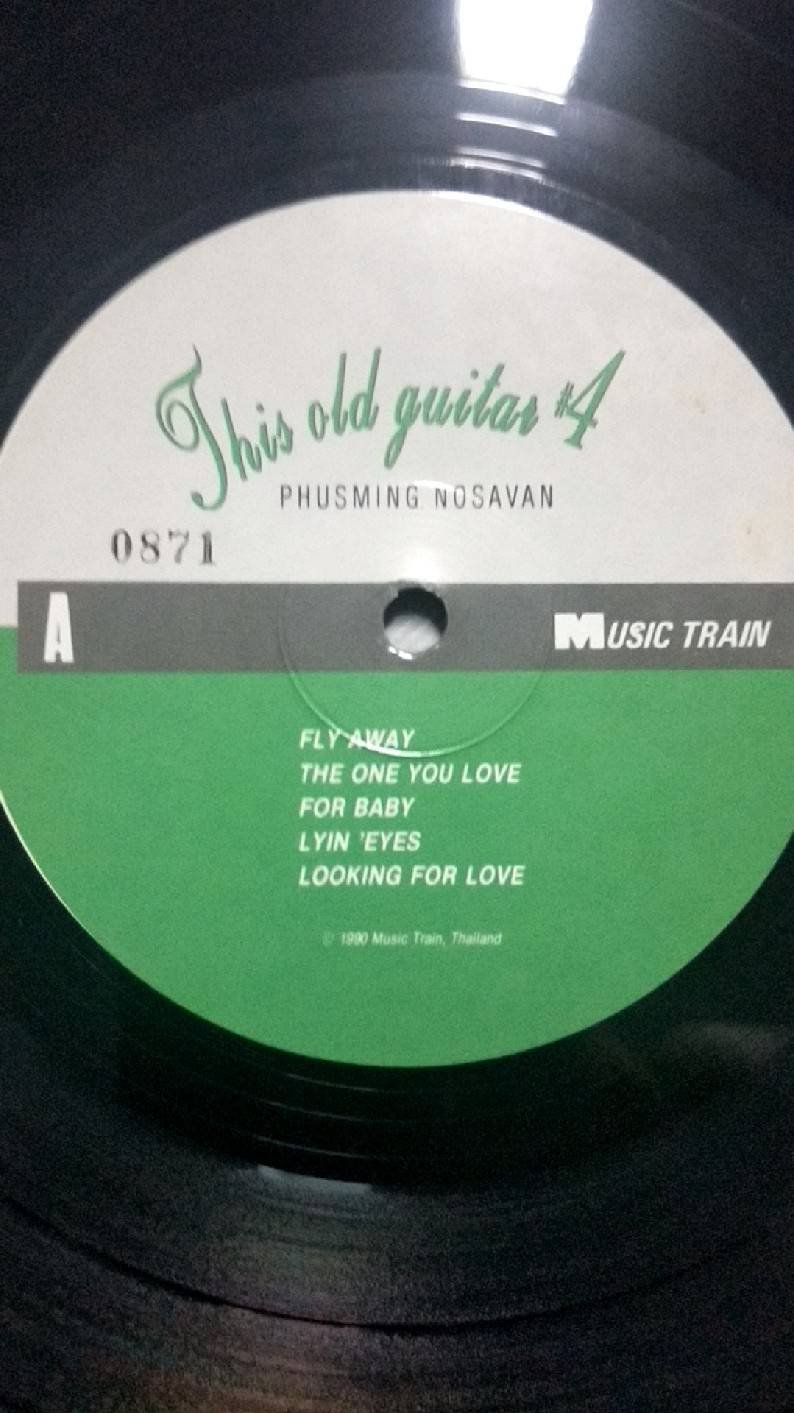 This old guitar #4
PHUSMING NOSAVAN
0871
A
MUSIC TRAIN
FLY AWAY
THE ONE YOU LOVE
FOR BABY
LYIN 'EYES
LOOKING FOR LOVE
© 1990 Music Train, Thailand